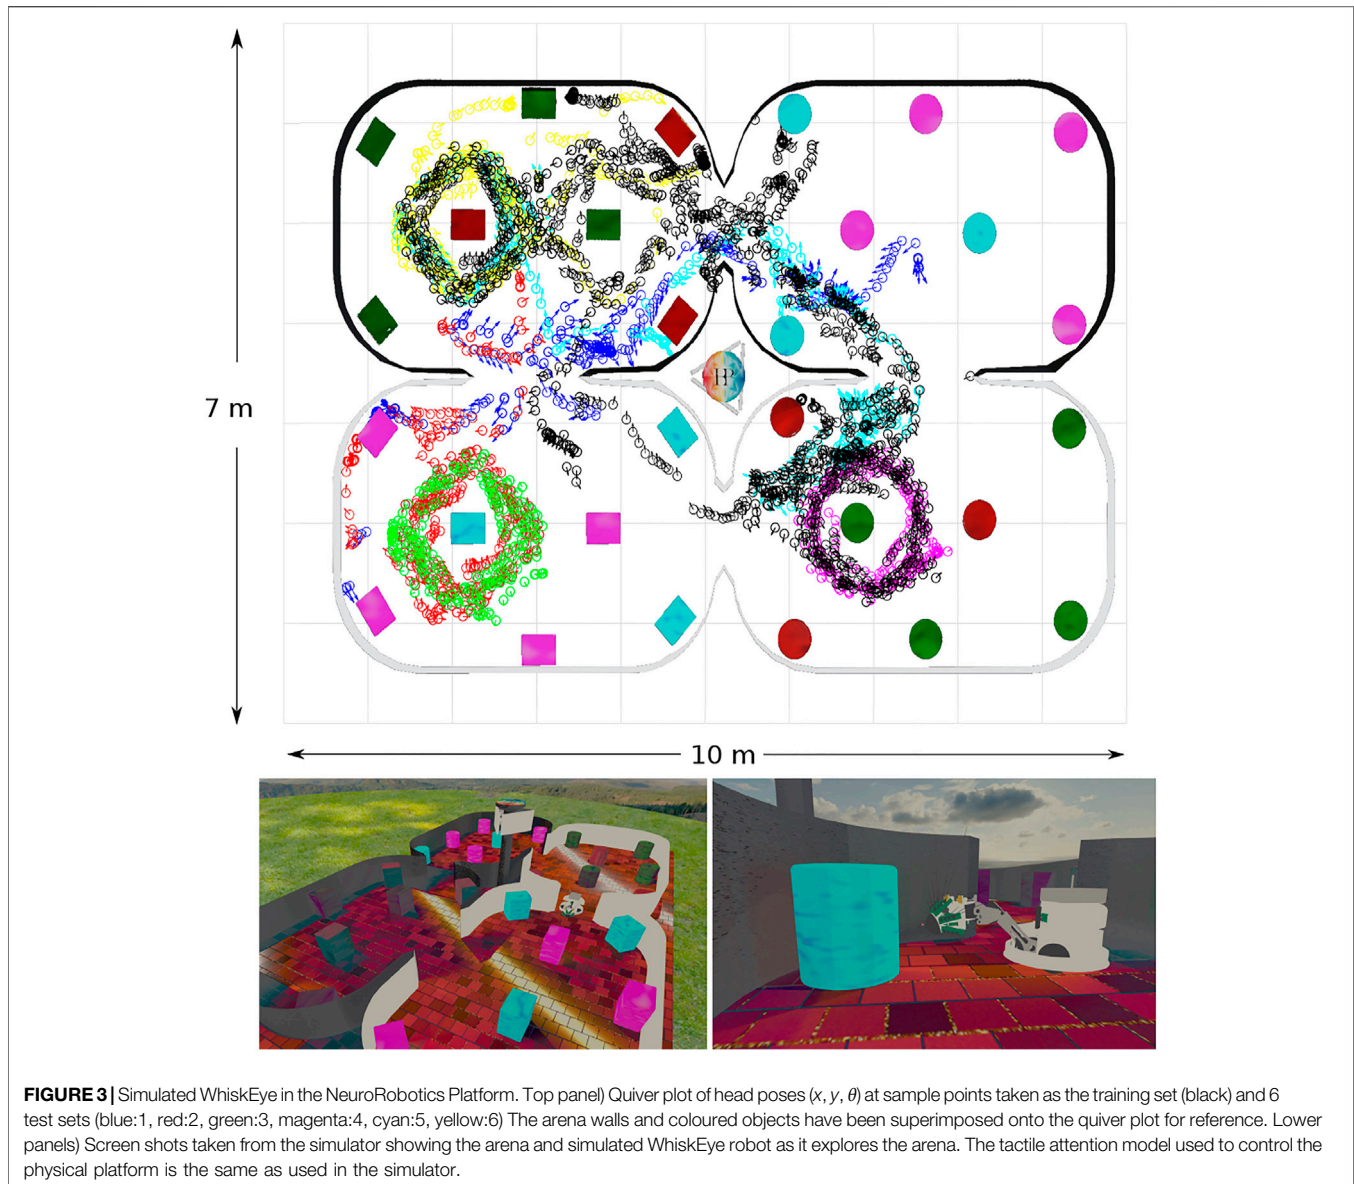 7 m
10 m
FIGURE 3 | Simulated WhiskEye in the NeuroRobotics Platform. Top panel) Quiver plot of head poses (x, y, θ) at sample points taken as the training set (black) and 6
test sets (blue:1, red:2, green:3, magenta:4, cyan:5, yellow:6) The arena walls and coloured objects have been superimposed onto the quiver plot for reference. Lower
panels) Screen shots taken from the simulator showing the arena and simulated WhiskEye robot as it explores the arena. The tactile attention model used to control the
physical platform is the same as used in the simulator.